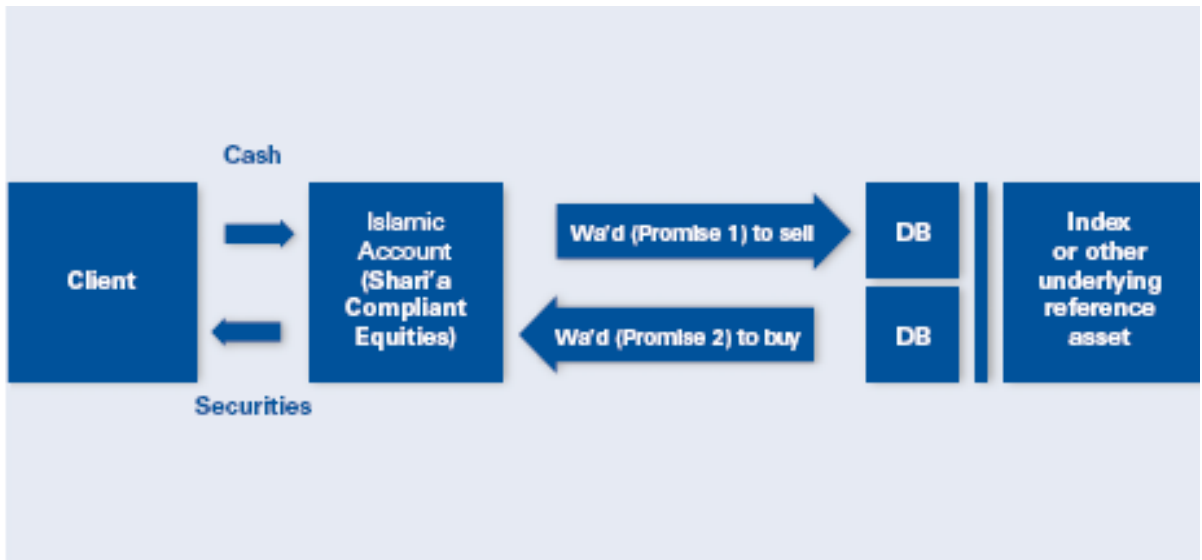 Cash
Client
Islamic
Account
(Shari'a
Compliant
Equities)
Securities
Wa'd (Promise 1) to sell
Wa'd (Promise 2) to buy
DB
DB
Index
or other
underlying
reference
asset